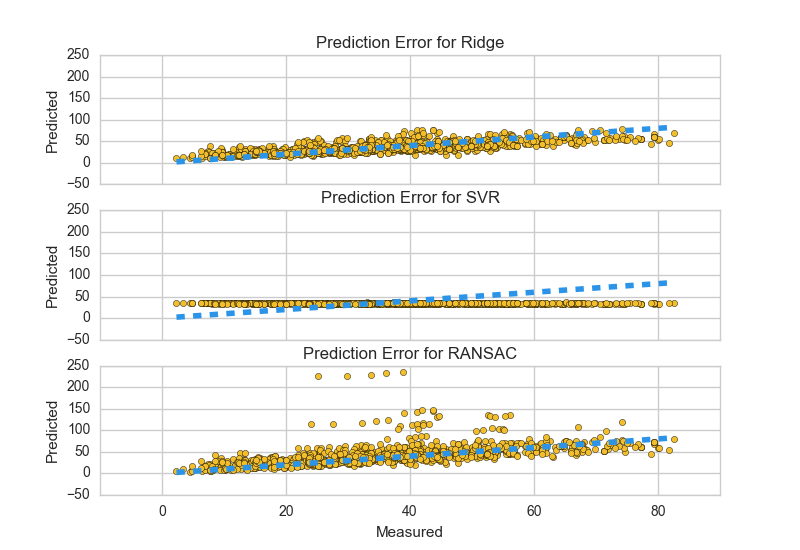 Prediction Error for Ridge
250
200
150
100
50
0
−50
Predicted
Prediction Error for SVR
250
200
150
100
50
0
−50
Predicted
Prediction Error for RANSAC
250
200
150
100
50
0
−50
Predicted
0 20 40 60 80
Measured